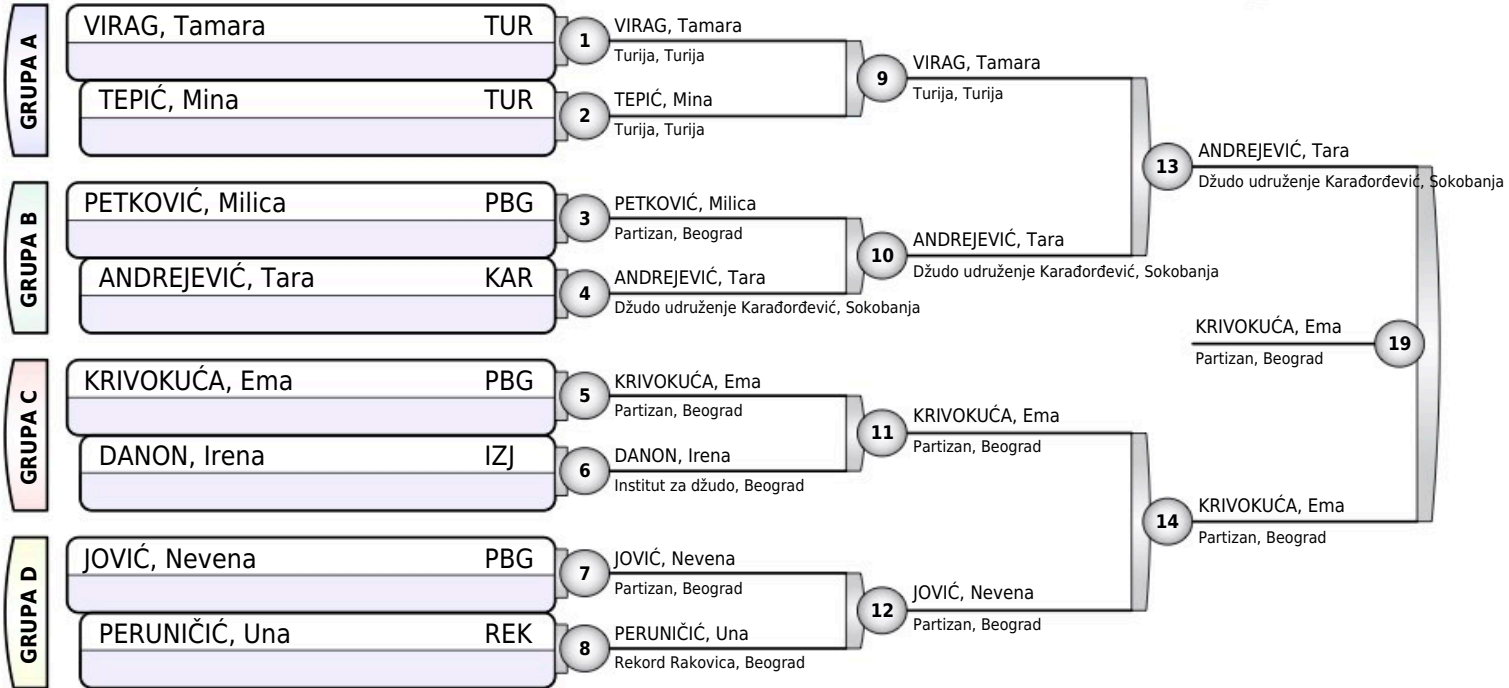 GRUPA A
VIRAG, Tamara TUR
TEPIĆ, Mina TUR
GRUPA B
PETKOVIĆ, Milica PBG
ANDREJEVIĆ, Tara KAR
GRUPA C
KRIVOKUĆA, Ema PBG
DANON, Irena IZJ
GRUPA D
JOVIĆ, Nevena PBG
PERUNIČIĆ, Una REK
1
VIRAG, Tamara
Turija, Turija
2
TEPIĆ, Mina
Turija, Turija
3
PETKOVIĆ, Milica
Partizan, Beograd
4
ANDREJEVIĆ, Tara
Džudo udruženje Karađorđević, Sokobanja
5
KRIVOKUĆA, Ema
Partizan, Beograd
6
DANON, Irena
Institut za džudo, Beograd
7
JOVIĆ, Nevena
Partizan, Beograd
8
PERUNIČIĆ, Una
Rekord Rakovica, Beograd
9
VIRAG, Tamara
Turija, Turija
10
ANDREJEVIĆ, Tara
Džudo udruženje Karađorđević, Sokobanja
11
KRIVOKUĆA, Ema
Partizan, Beograd
12
JOVIĆ, Nevena
Partizan, Beograd
13
ANDREJEVIĆ, Tara
Džudo udruženje Karađorđević, Sokobanja
14
KRIVOKUĆA, Ema
Partizan, Beograd
KRIVOKUĆA, Ema
Partizan, Beograd
19